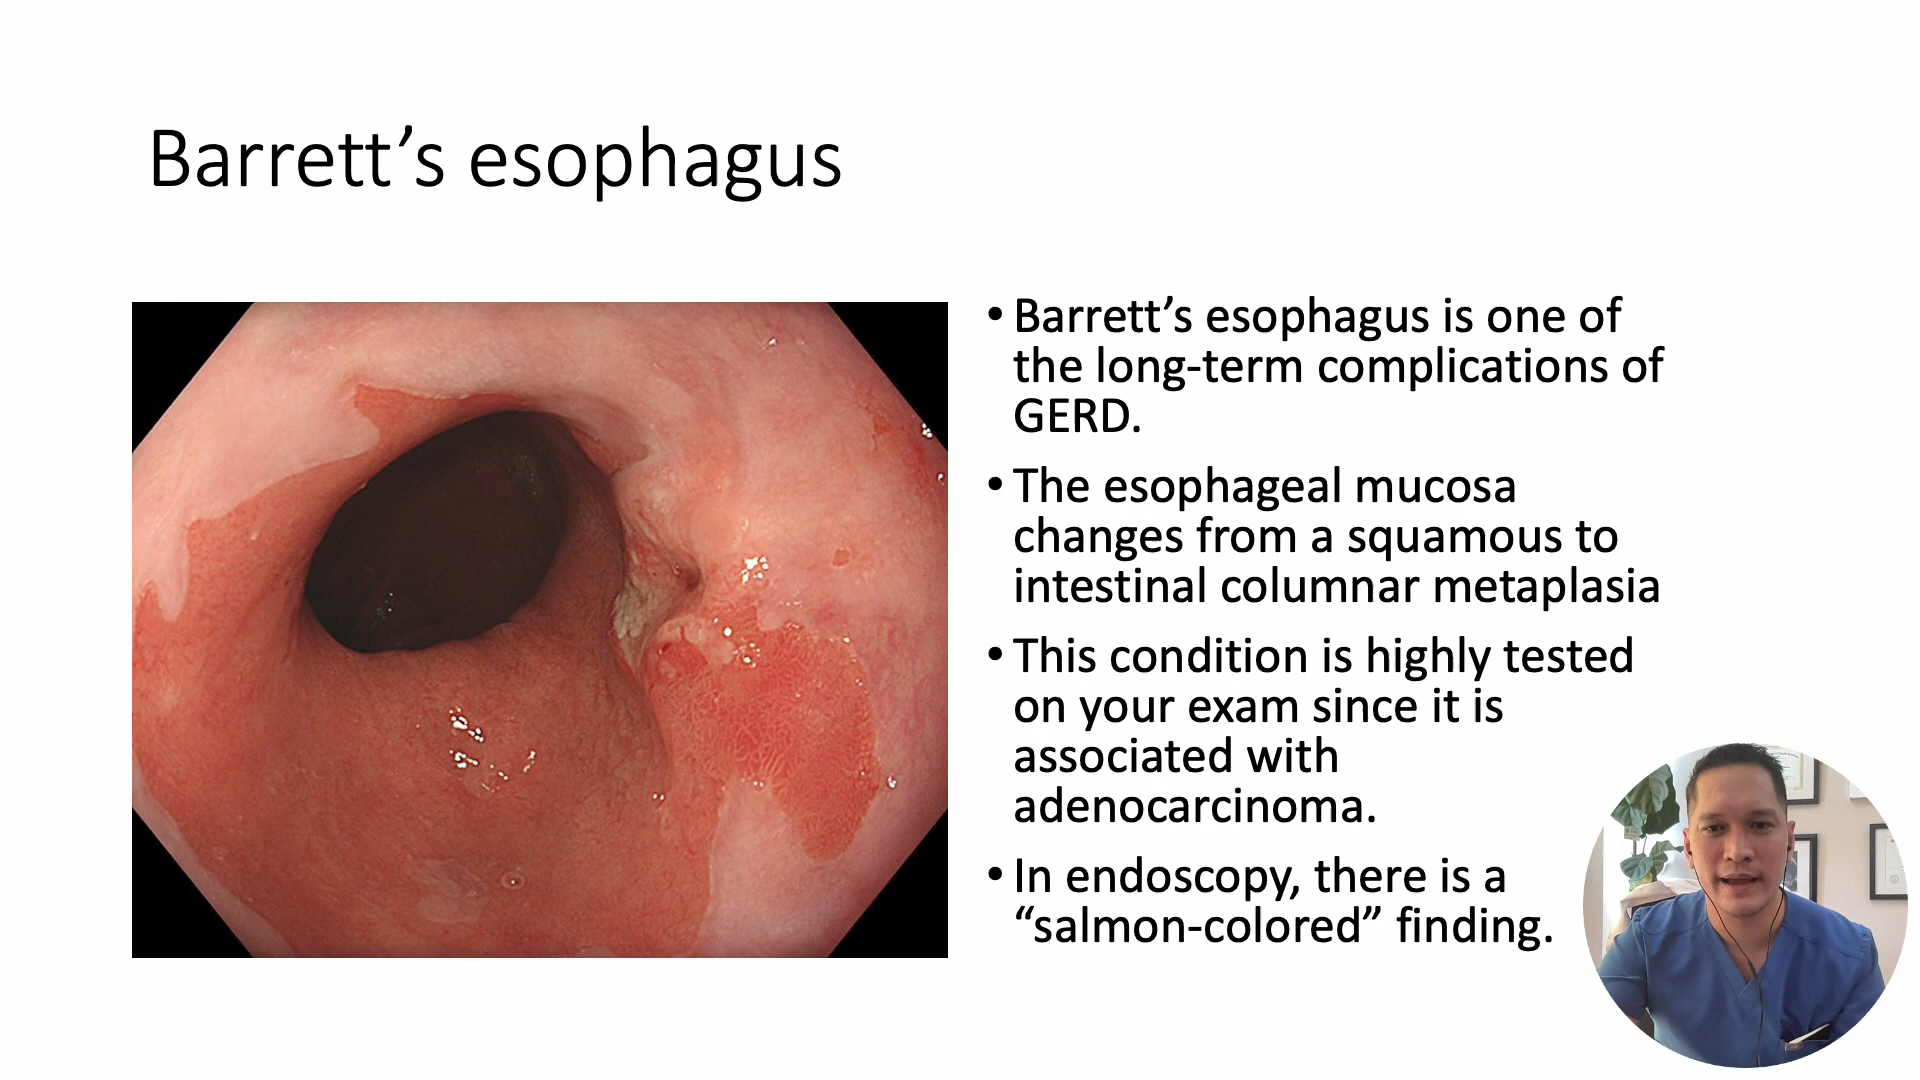 Barrett’s esophagus
• Barrett’s esophagus is one of
the long-term complications of
GERD.
• The esophageal mucosa
changes from a squamous to
intestinal columnar metaplasia
• This condition is highly tested
on your exam since it is
associated with
adenocarcinoma.
• In endoscopy, there is a
“salmon-colored” finding.